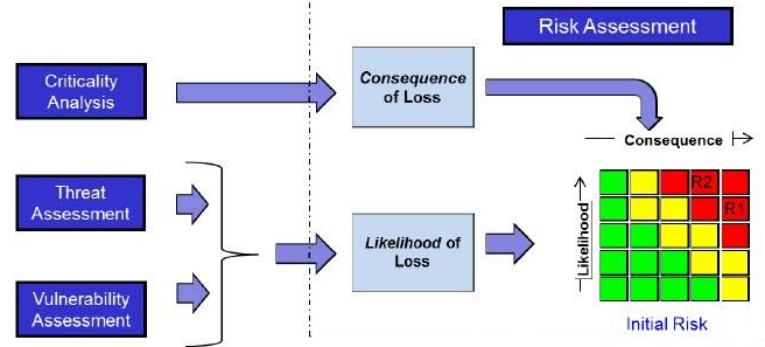 Risk Assessment
Criticality
Analysis
Consequence
of Loss
Consequence
Threat
Assessment
Likelihood of
Loss
Likelihood
R2
R1
Vulnerability
Assessment
Initial Risk